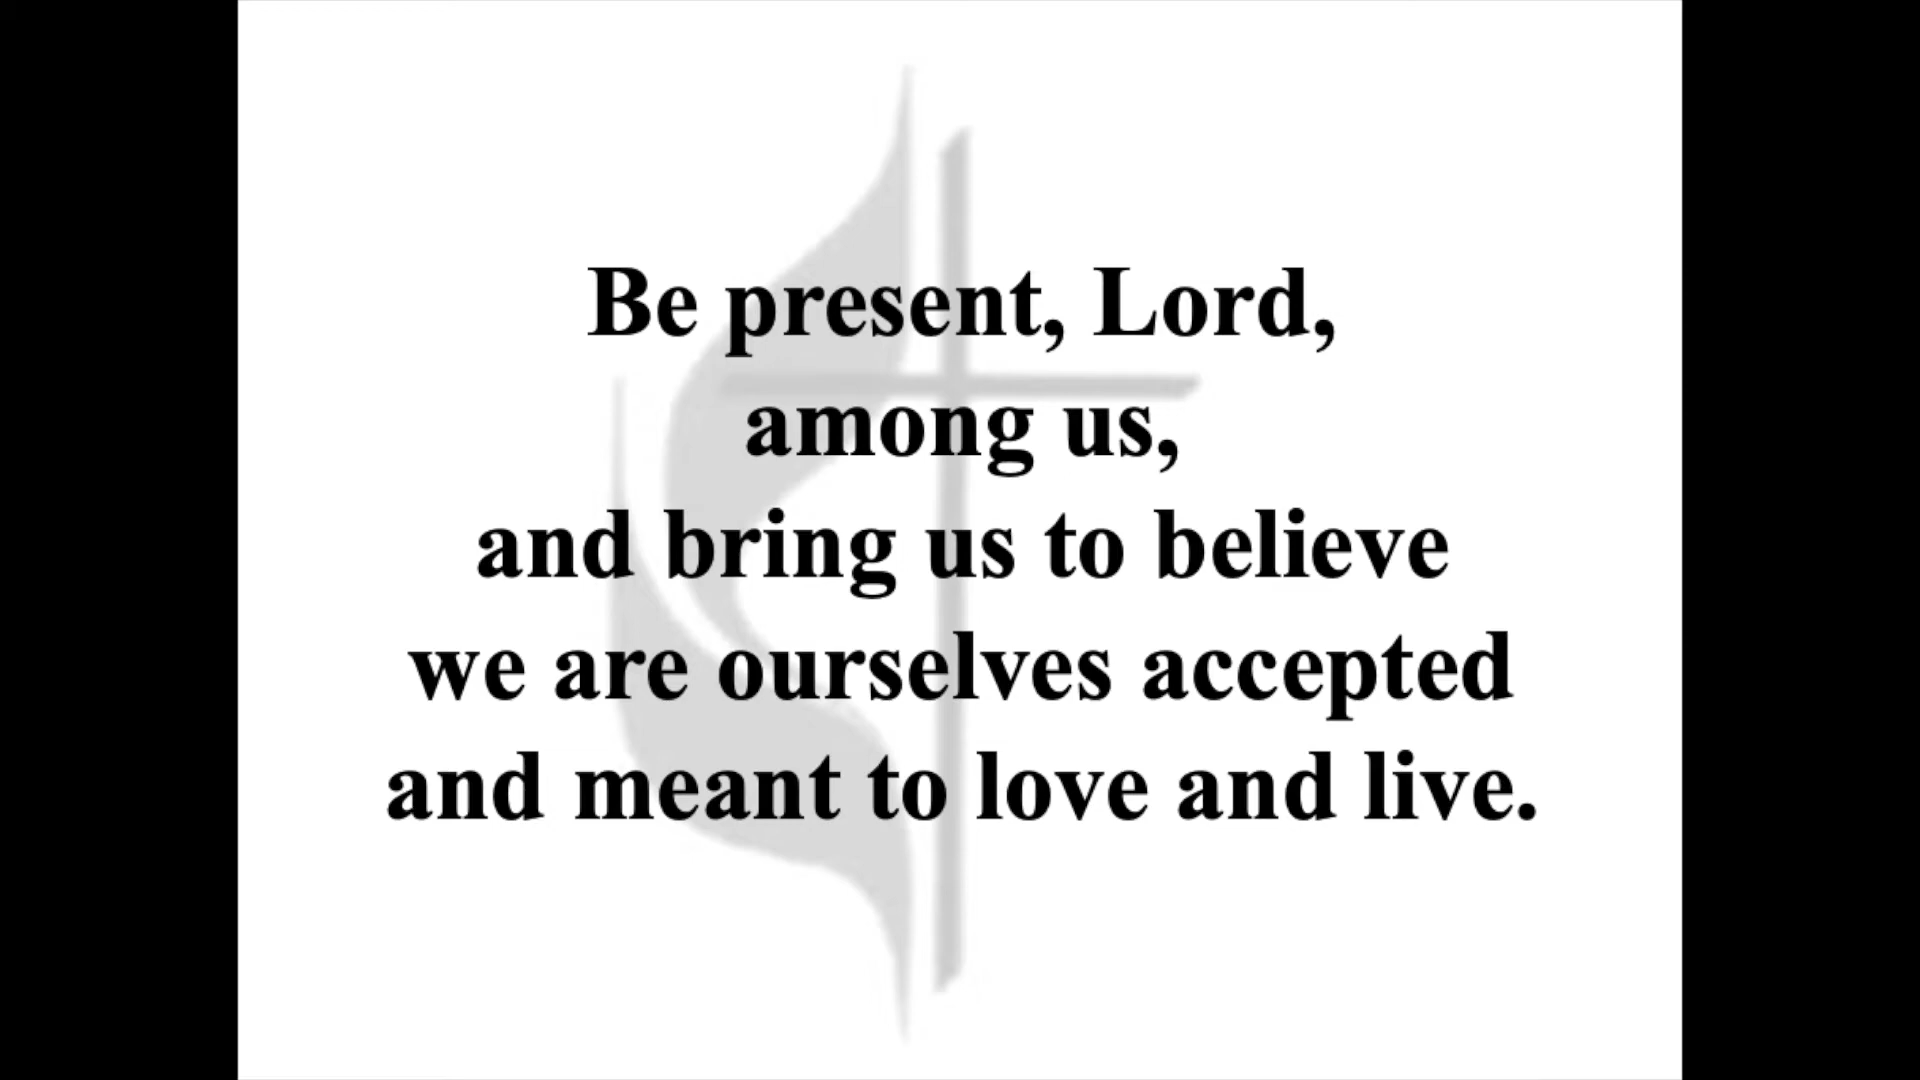 Be present, Lord,
among us,
and bring us to believe
we are ourselves accepted
and meant to love and live.